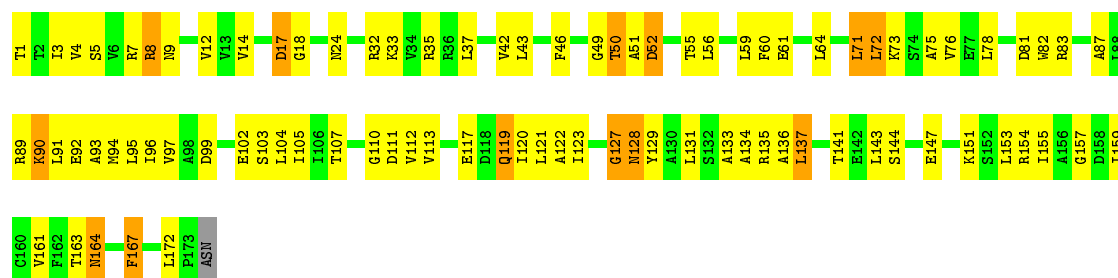 T1 T2 I3 V4 S5 V6 R7 R8 N9 V12 V13 V14 D17 G18 N24 R32 K33 V34 R35 R36 L37 V42 L43 F46 G49 T50 A51 D52 T55 L56 L59 F60 E61 L64 L71 L72 K73 S74 A75 V76 E77 L78 D81 W82 R83 A87 L88
R89 K90 L91 E92 A93 M94 L95 I96 V97 A98 D99 E102 S103 L104 I105 I106 T107 G110 D111 V112 V113 E117 D118 Q119 I120 L121 A122 I123 G127 N128 Y129 A130 L131 S132 A133 A134 R135 A136 L137 T141 E142 L143 S144 E147 K151 S152 L153 R154 I155 A156 G157 D158 I159
C160 V161 F162 T163 N164 F167 L172 P173 ASN